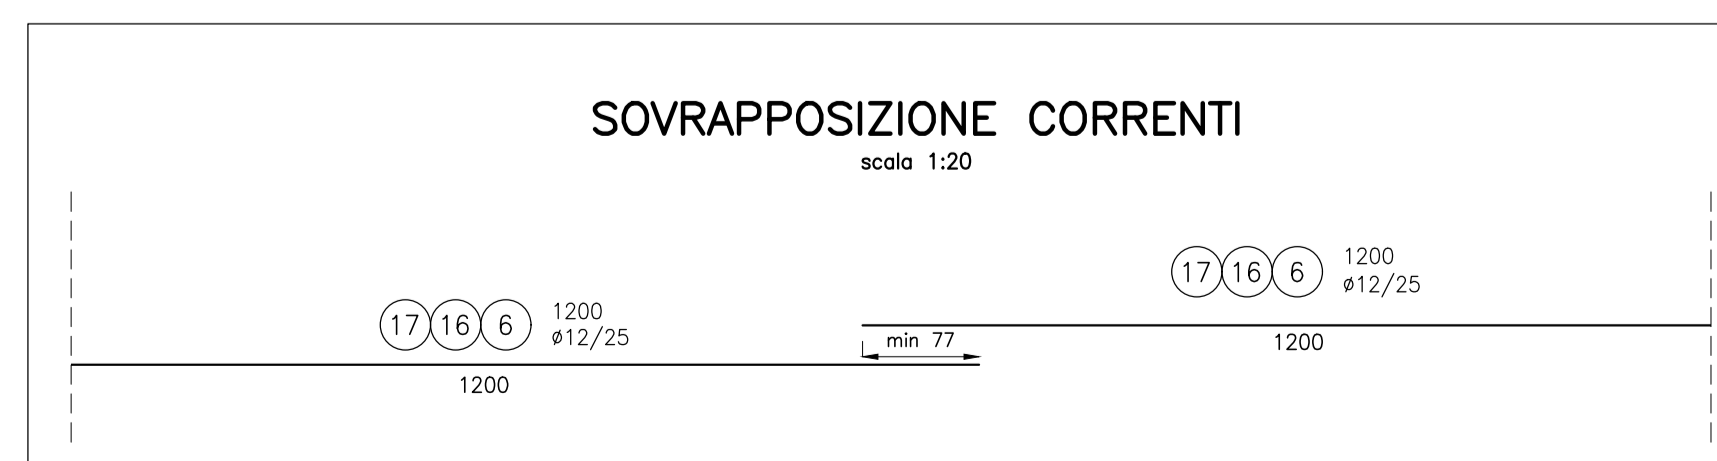 SOVRAPPOSIZIONE CORRENTI
scala 1:20
17 16 6 1200
ø12/25
1200
min 77
17 16 6 1200
ø12/25
1200